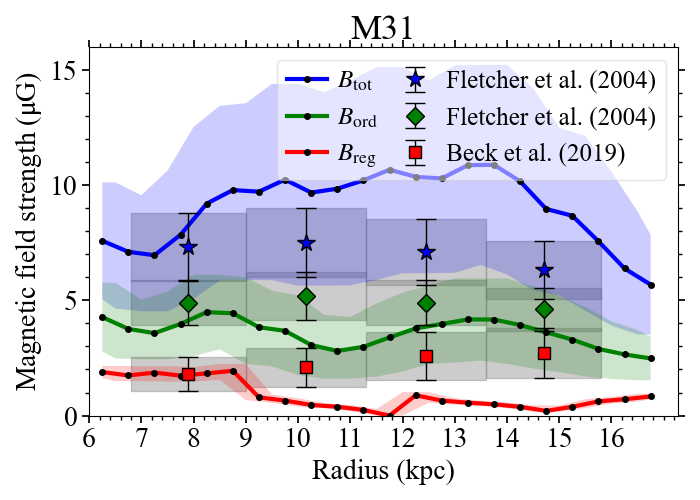 M31
Magnetic field strength (μG)
15
10
5
0
B_tot Fletcher et al. (2004)
B_ord Fletcher et al. (2004)
B_reg Beck et al. (2019)
6 7 8 9 10 11 12 13 14 15 16
Radius (kpc)